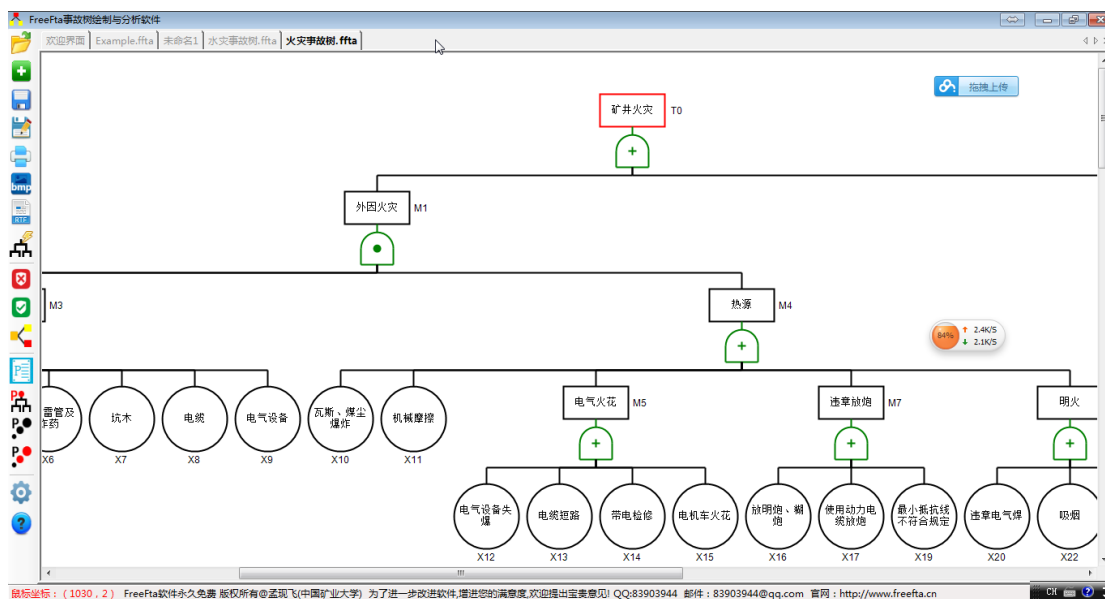 FreeFta事故树绘制与分析软件
欢迎界面 Example.ffta 未命名1 水灾事故树.ffta 火灾事故树.ffta
拖拽上传
矿井火灾 T0
bmp
RTF
外因火灾 M1
M3
热源 M4
84% 2.4K/S
2.1K/S
电气火花 M5
违章放炮 M7
明火
雷管及
炸药
坑木
电缆
电气设备
瓦斯、煤尘
爆炸
机械摩擦
X6 X7 X8 X9 X10 X11
电气设备失
爆
电缆短路
带电检修
电机车火花
放明炮、糊
炮
使用动力电
缆放炮
最小抵抗线
不符合规定
违章电气焊
吸烟
X12 X13 X14 X15 X16 X17 X19 X20 X22
鼠标坐标：（1030，2） FreeFta软件永久免费 版权所有@孟现飞(中国矿业大学) 为了进一步改进软件,增进您的满意度,欢迎提出宝贵意见! QQ:83903944 邮件：83903944@qq.com 官网：http://www.freefta.cn
CH